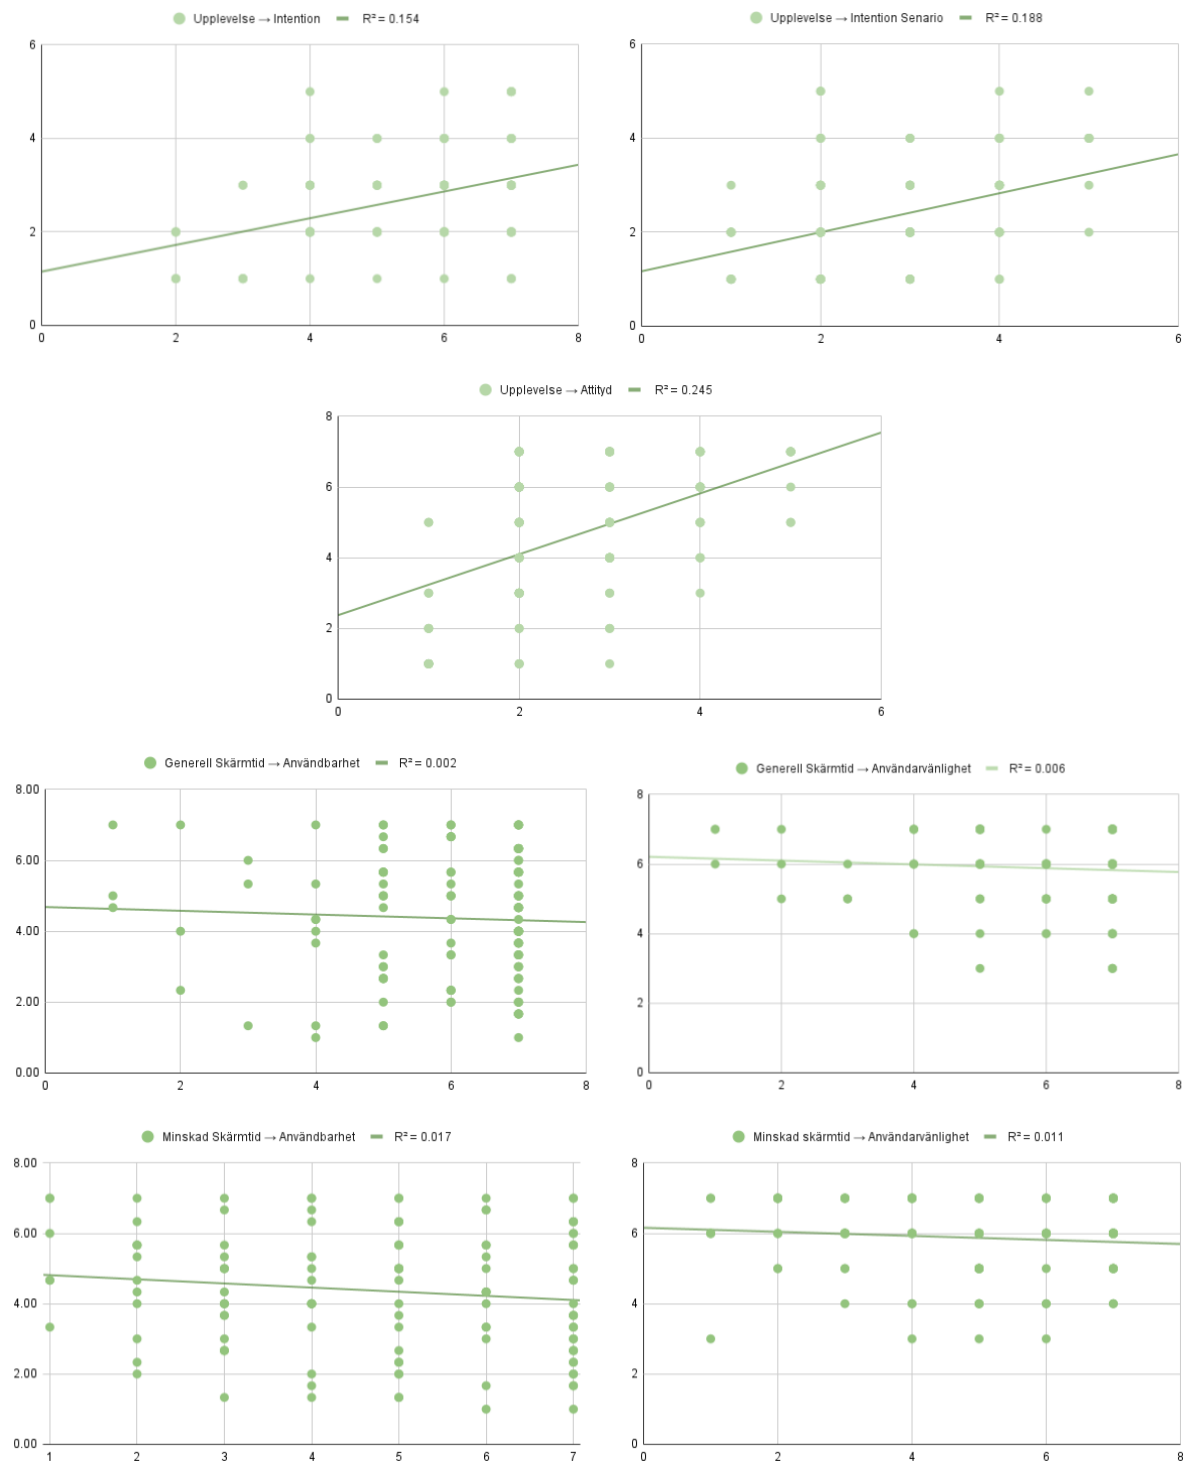 Upplevelse → Intention R² = 0.154
6
4
2
0
0 2 4 6 8
Upplevelse → Intention Senario R² = 0.188
6
4
2
0
0 2 4 6
Upplevelse → Attityd R² = 0.245
8
6
4
2
0
0 2 4 6
Generell Skärmtid → Användbarhet R² = 0.002
8.00
6.00
4.00
2.00
0.00
0 2 4 6 8
Generell Skärmtid → Användarvänlighet R² = 0.006
8
6
4
2
0
0 2 4 6 8
Minskad Skärmtid → Användbarhet R² = 0.017
8.00
6.00
4.00
2.00
0.00
1 2 3 4 5 6 7
Minskad skärmtid → Användarvänlighet R² = 0.011
8
6
4
2
0
0 2 4 6 8